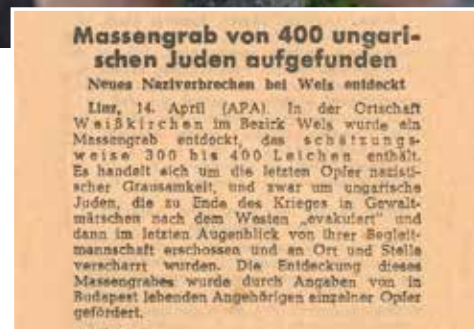 Massengrab von 400 ungari-
schen Juden aufgefunden
Neues Naziverbrechen bei Wels entdeckt
Linz, 14. April (APA). In der Ortschaft
Weißkirchen im Bezirk Wels wurde ein
Massengrab entdeckt, das schätzungs-
weise 300 bis 400 Leichen enthält.
Es handelt sich um die letzten Opfer nazisti-
scher Grausamkeit, und zwar um ungarische
Juden, die zu Ende des Krieges in Gewalt-
märschen nach dem Westen „evakuiert" und
dann im letzten Augenblick von ihrer Begleit-
mannschaft erschossen und an Ort und Stelle
verscharrt wurden. Die Entdeckung dieses
Massengrabes wurde durch Angaben von in
Budapest lebenden Angehörigen einzelner Opfer
gefördert.